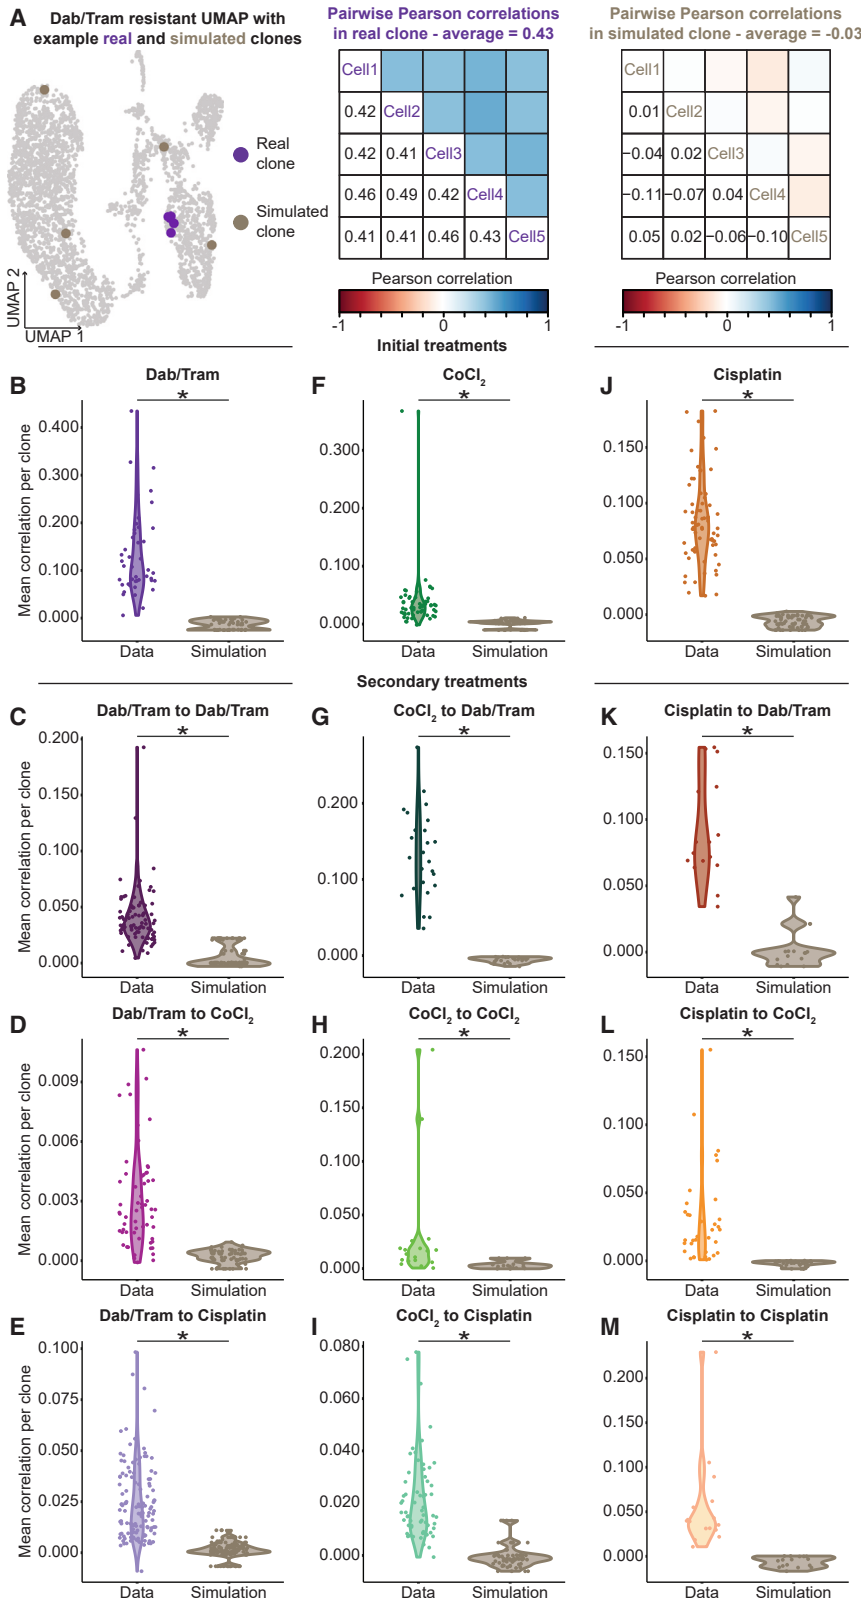 A
Dab/Tram resistant UMAP with
example real and simulated clones
Real
clone
Simulated
clone
UMAP 2
UMAP 1
Pairwise Pearson correlations
in real clone - average = 0.43
Cell1
0.42 Cell2
0.42 0.41 Cell3
0.46 0.49 0.42 Cell4
0.41 0.41 0.46 0.43 Cell5
Pearson correlation
-1 0 1
Pairwise Pearson correlations
in simulated clone - average = -0.03
Cell1
0.01 Cell2
−0.04 0.02 Cell3
−0.11 −0.07 0.04 Cell4
0.05 0.02 −0.06 −0.10 Cell5
Pearson correlation
-1 0 1
Initial treatments
B
Dab/Tram
*
Mean correlation per clone
0.400
0.300
0.200
0.100
0.000
Data Simulation
F
CoCl2
*
0.300
0.200
0.100
0.000
Data Simulation
J
Cisplatin
*
0.150
0.100
0.050
0.000
Data Simulation
Secondary treatments
C
Dab/Tram to Dab/Tram
*
Mean correlation per clone
0.200
0.150
0.100
0.050
0.000
Data Simulation
G
CoCl2 to Dab/Tram
*
0.200
0.100
0.000
Data Simulation
K
Cisplatin to Dab/Tram
*
0.150
0.100
0.050
0.000
Data Simulation
D
Dab/Tram to CoCl2
*
Mean correlation per clone
0.009
0.006
0.003
0.000
Data Simulation
H
CoCl2 to CoCl2
*
0.200
0.150
0.100
0.050
0.000
Data Simulation
L
Cisplatin to CoCl2
*
0.150
0.100
0.050
0.000
Data Simulation
E
Dab/Tram to Cisplatin
*
Mean correlation per clone
0.100
0.075
0.050
0.025
0.000
Data Simulation
I
CoCl2 to Cisplatin
*
0.080
0.060
0.040
0.020
0.000
Data Simulation
M
Cisplatin to Cisplatin
*
0.200
0.150
0.100
0.050
0.000
Data Simulation